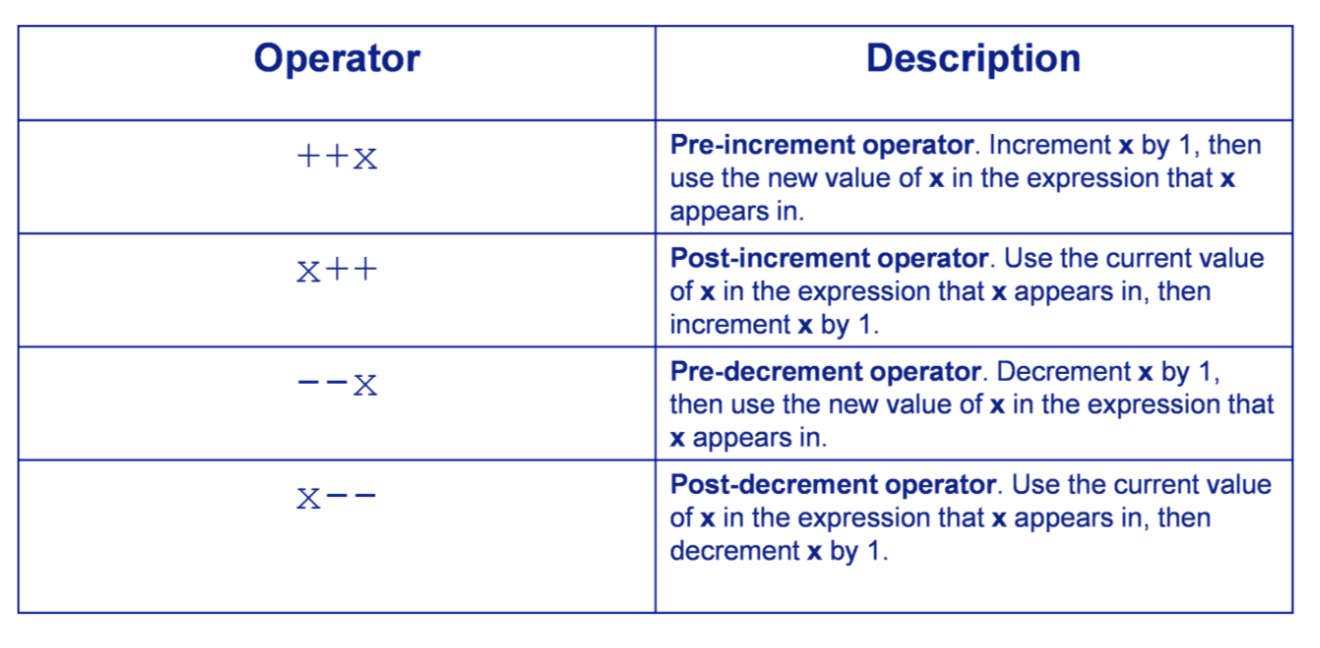 Operator
Description
++x
Pre-increment operator. Increment x by 1, then
use the new value of x in the expression that x
appears in.
x++
Post-increment operator. Use the current value
of x in the expression that x appears in, then
increment x by 1.
--x
Pre-decrement operator. Decrement x by 1,
then use the new value of x in the expression that
x appears in.
x--
Post-decrement operator. Use the current value
of x in the expression that x appears in, then
decrement x by 1.